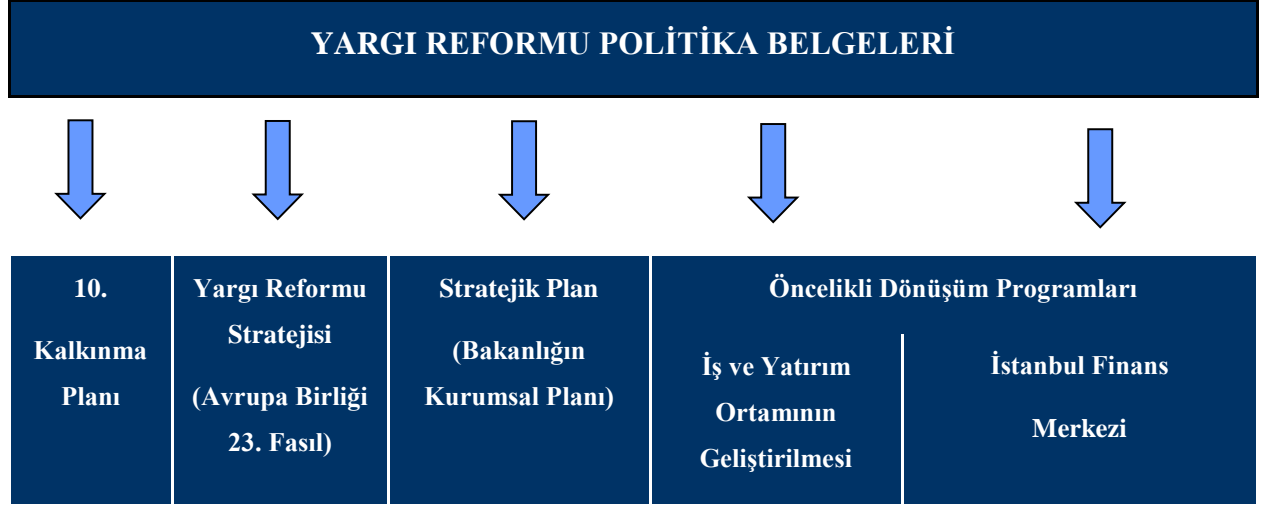 YARGI REFORMU POLİTİKA BELGELERİ
10.
Kalkınma
Planı
Yargı Reformu
Stratejisi
(Avrupa Birliği
23. Fasıl)
Stratejik Plan
(Bakanlığın
Kurumsal Planı)
Öncelikli Dönüşüm Programları
İş ve Yatırım
Ortamının
Geliştirilmesi
İstanbul Finans
Merkezi